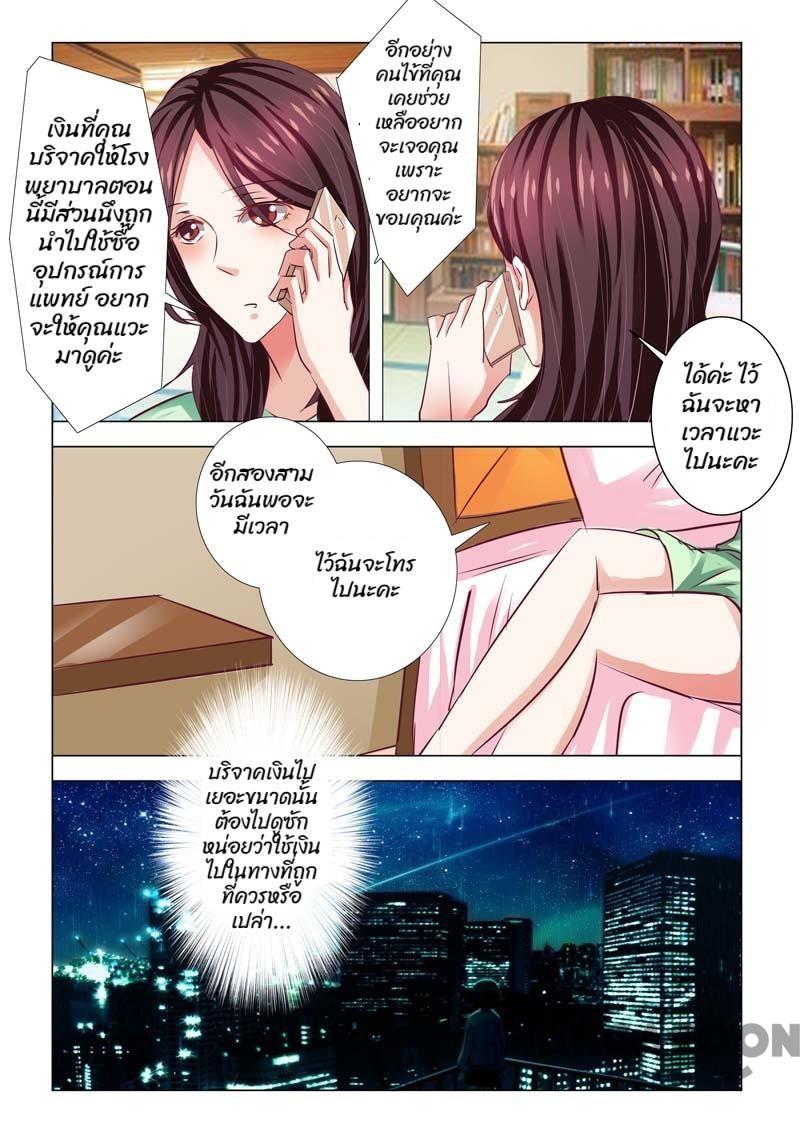 เงินที่คุณ
บริจาคให้โรง
พยาบาลตอน
นี้มีส่วนนึงถูก
นำไปใช้ซื้อ
อุปกรณ์การ
แพทย์ อยาก
จะให้คุณแวะ
มาดูค่ะ
อีกอย่าง
คนไข้ที่คุณ
เคยช่วย
เหลืออยาก
จะเจอคุณ
เพราะ
อยากจะ
ขอบคุณค่ะ
ได้ค่ะ ไว้
ฉันจะหา
เวลาแวะ
ไปนะคะ
อีกสองสาม
วันฉันพอจะ
มีเวลา
ไว้ฉันจะโทร
ไปนะคะ
บริจาคเงินไป
เยอะขนาดนั้น
ต้องไปดูซัก
หน่อยว่าใช้เงิน
ไปในทางที่ถูก
ที่ควรหรือ
เปล่า...